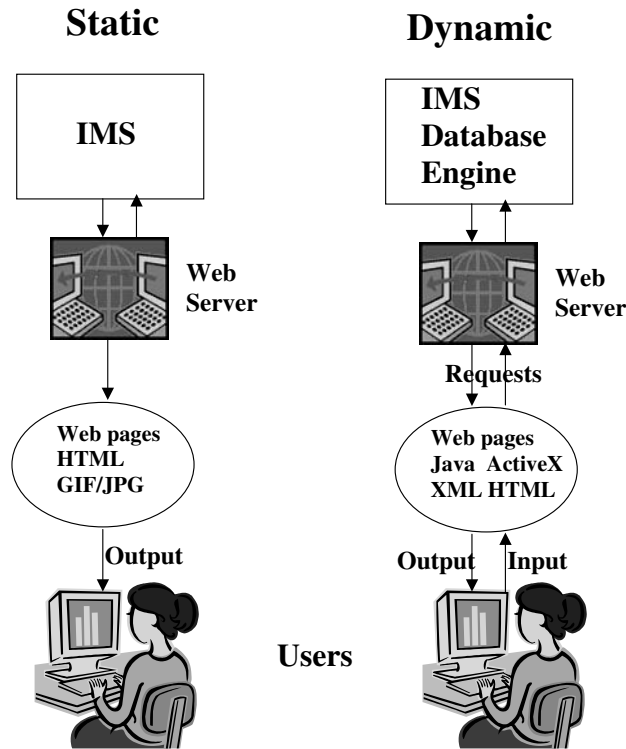 Static
Dynamic
IMS
IMS
Database
Engine
Web
Server
Web
Server
Requests
Web pages
HTML
GIF/JPG
Web pages
Java ActiveX
XML HTML
Output
Output
Input
Users